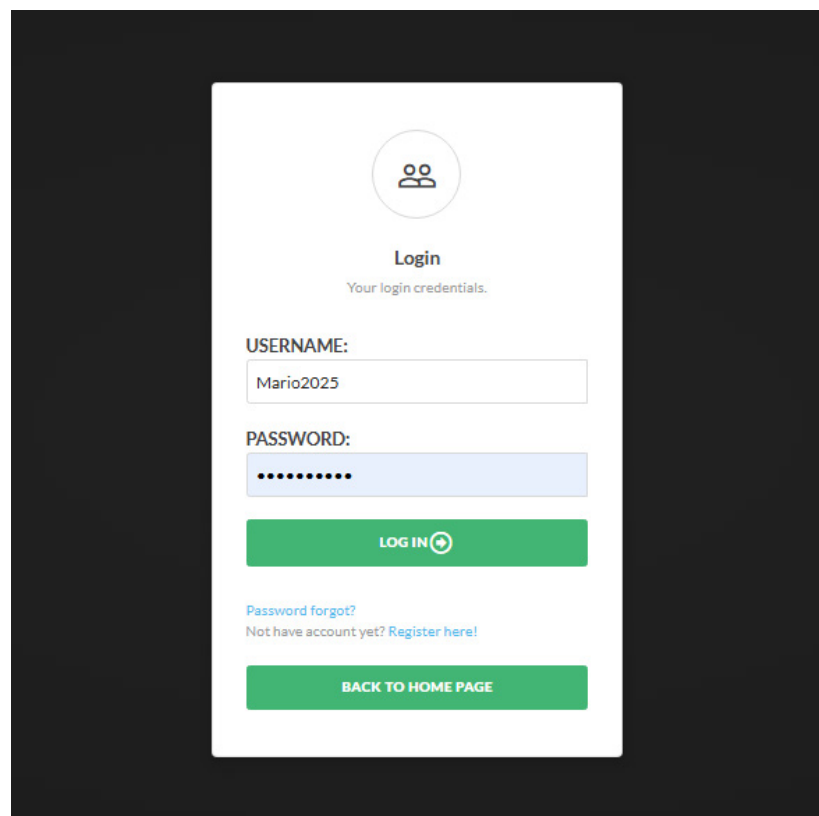 Login
Your login credentials.
USERNAME:
Mario2025
PASSWORD:
••••••••••
LOG IN
Password forgot?
Not have account yet? Register here!
BACK TO HOME PAGE